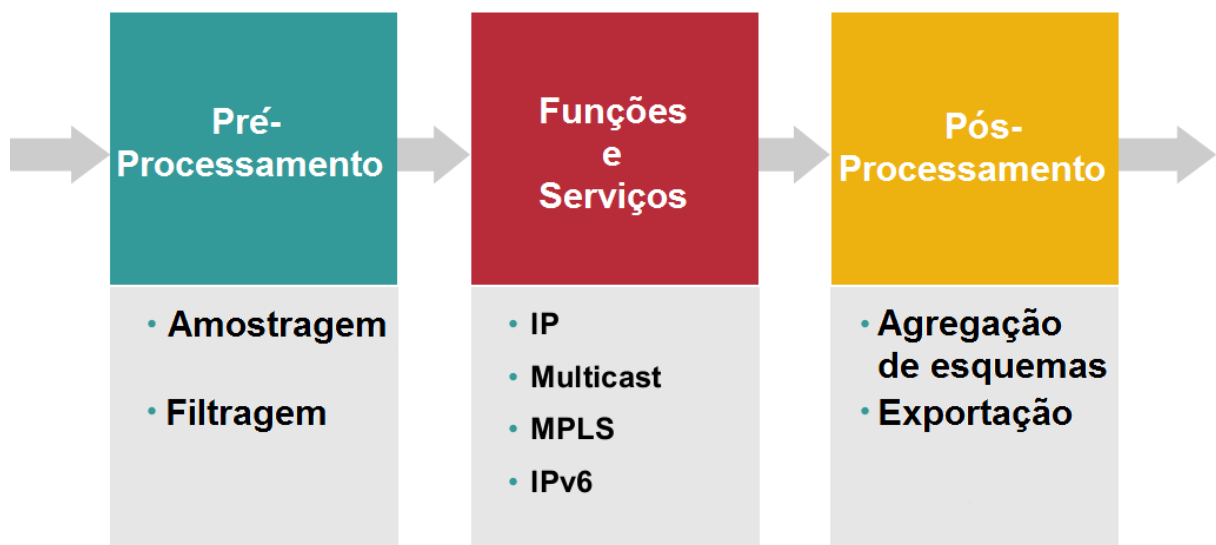 Pré-
Processamento
• Amostragem
• Filtragem
Funções
e
Serviços
• IP
• Multicast
• MPLS
• IPv6
Pós-
Processamento
• Agregação
de esquemas
• Exportação